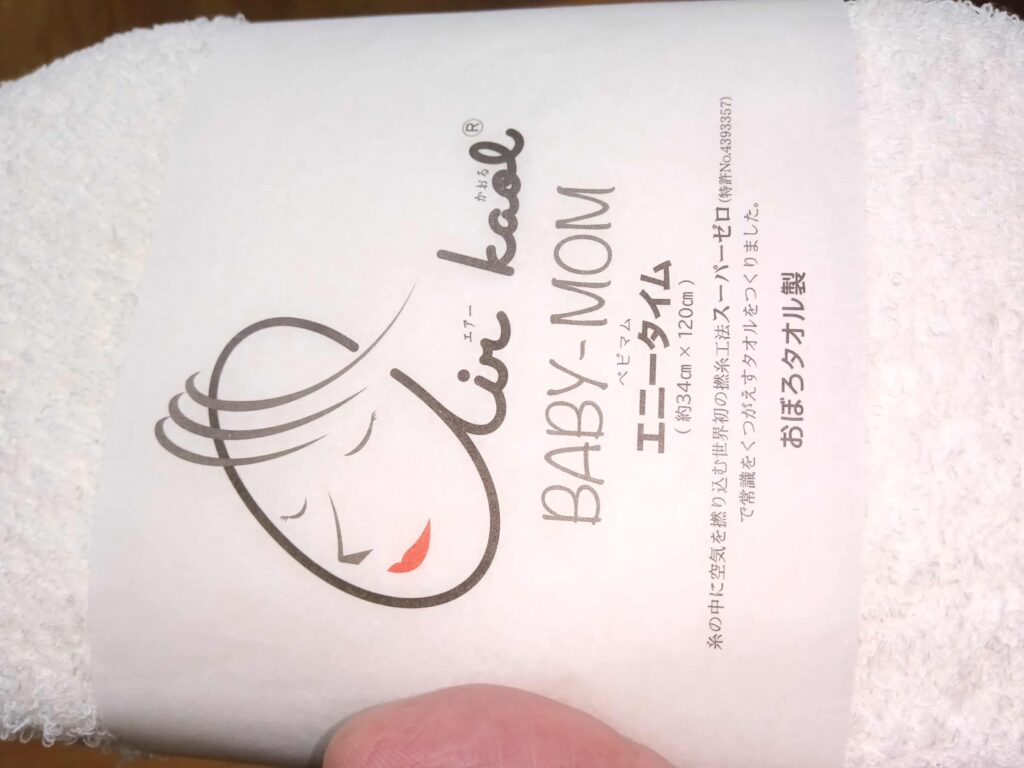 エアー かおる
air kaol®
BABY-MOM
ベビマム
エニータイム
(約34㎝×120㎝)
糸の中に空気を撚り込む世界初の撚糸工法スーパーゼロ(特許No.4393357)
で常識をくつがえすタオルをつくりました。
おぼろタオル製